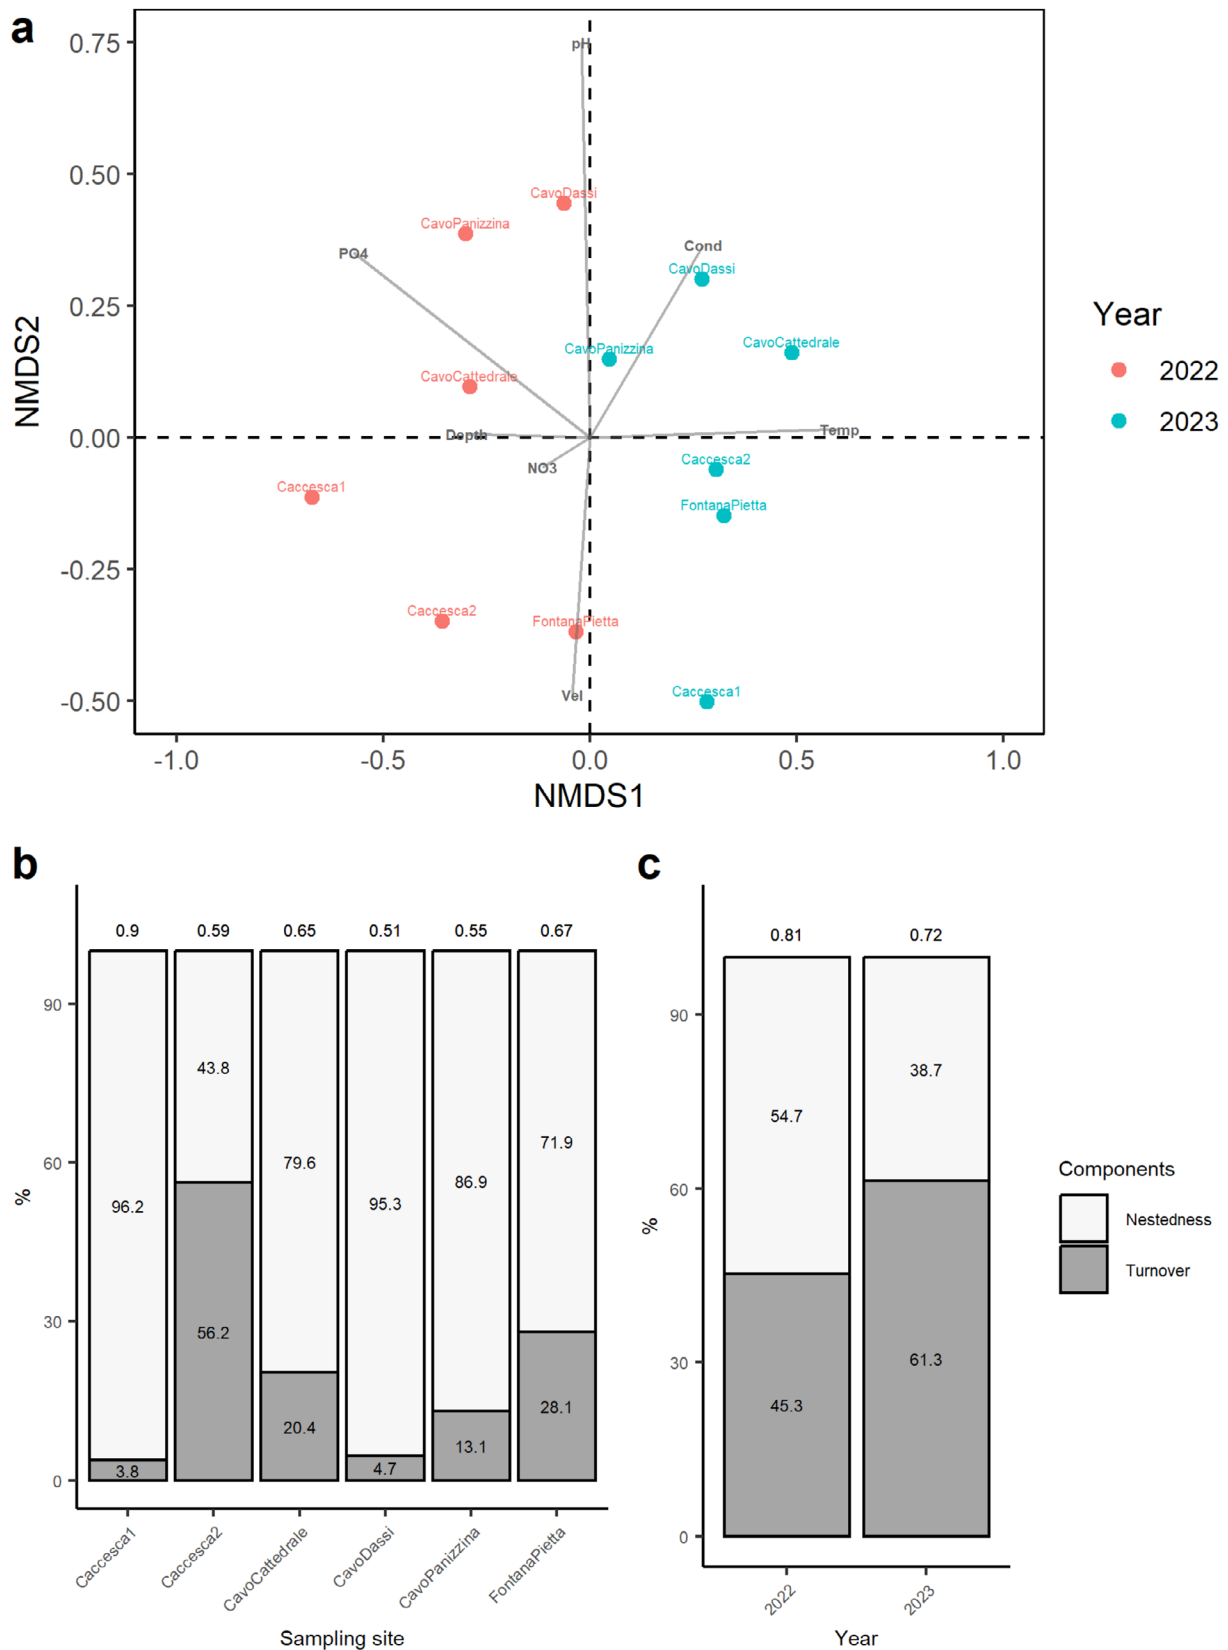 a
0.75
0.50
0.25
0.00
-0.25
-0.50
NMDS2
pH
CavoDassi
CavoPanizzina
PO4
Cond
CavoDassi
CavoPanizzina
CavoCattedrale
CavoCattedrale
Depth
Temp
NO3
Caccesca2
Caccesca1
FontanaPietta
Caccesca2
FontanaPietta
Vel
Caccesca1
-1.0 -0.5 0.0 0.5 1.0
NMDS1
Year
2022
2023
b
0.9 0.59 0.65 0.51 0.55 0.67
90
60
30
0
%
96.2 43.8 79.6 95.3 86.9 71.9
3.8 56.2 20.4 4.7 13.1 28.1
Caccesca1 Caccesca2 CavoCattedrale CavoDassi CavoPanizzina FontanaPietta
Sampling site
c
0.81 0.72
90
60
30
0
%
54.7 38.7
45.3 61.3
2022 2023
Year
Components
Nestedness
Turnover